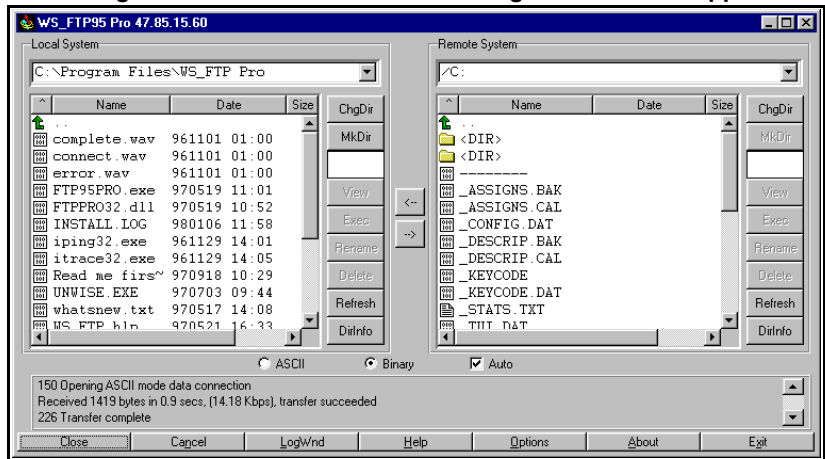 WS_FTP95 Pro 47.85.15.60
Local System
C:\Program Files\WS_FTP Pro
^ Name Date Size
..
complete.wav 961101 01:00
connect.wav 961101 01:00
error.wav 961101 01:00
FTP95PRO.exe 970519 11:01
FTPPRO32.dll 970519 10:52
INSTALL.LOG 980106 11:58
iping32.exe 961129 14:01
itrace32.exe 961129 14:05
Read me firs~ 970918 10:29
UNWISE.EXE 970703 09:44
whatsnew.txt 970517 14:08
WS_FTP.hlp 970521 16:33
ChgDir
MkDir
View
Exec
Rename
Delete
Refresh
DirInfo
<--
-->
Remote System
/C:
^ Name Date Size
..
<DIR>
<DIR>
--------
_ASSIGNS.BAK
_ASSIGNS.CAL
_CONFIG.DAT
_DESCRIP.BAK
_DESCRIP.CAL
_KEYCODE
_KEYCODE.DAT
_STATS.TXT
ChgDir
MkDir
View
Exec
Rename
Delete
Refresh
DirInfo
ASCII Binary Auto
150 Opening ASCII mode data connection
Received 1419 bytes in 0.9 secs, (14.18 Kbps), transfer succeeded
226 Transfer complete
Close Cancel LogWnd Help Options About Exit